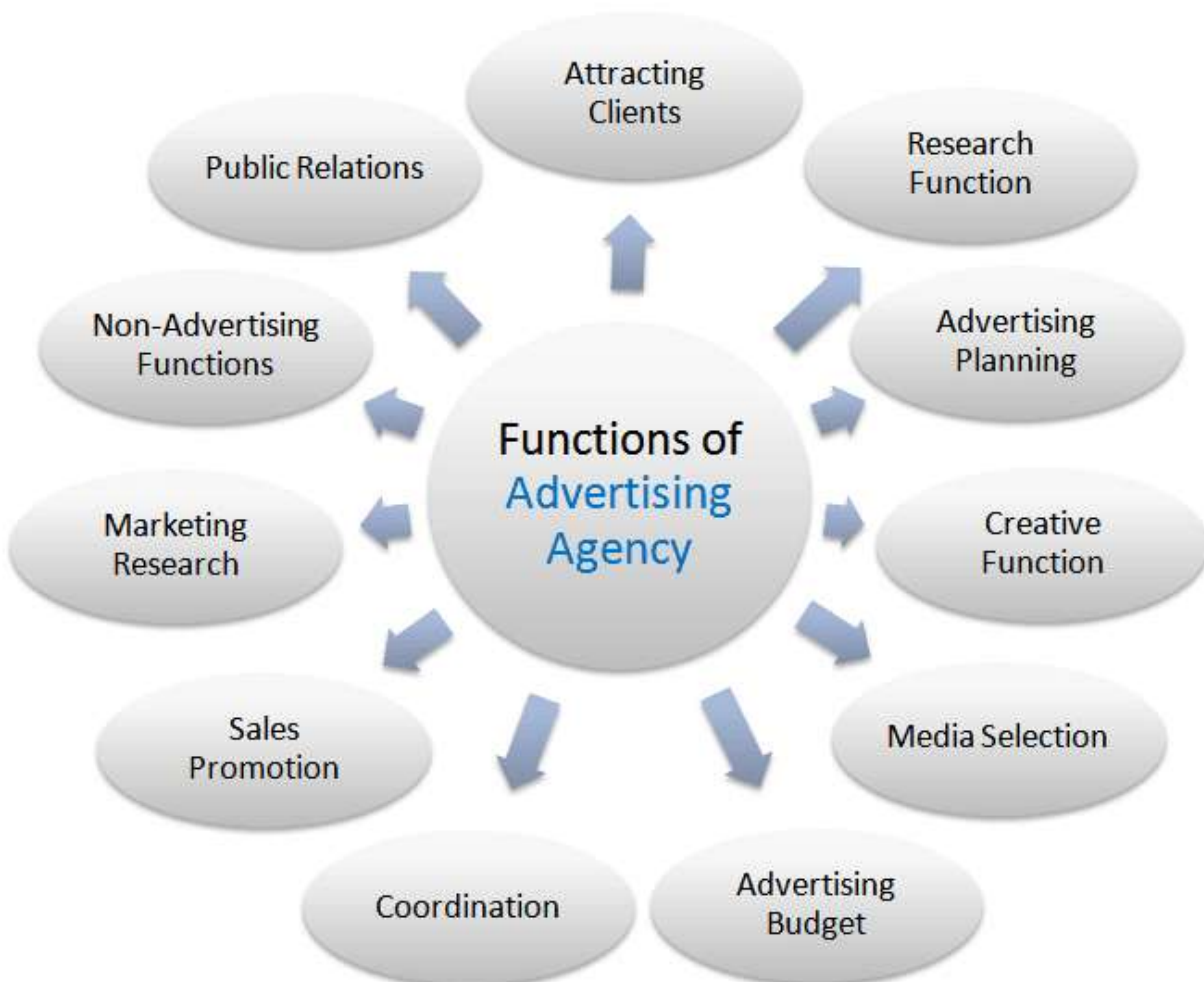 Functions of
Advertising
Agency
Attracting
Clients
Research
Function
Advertising
Planning
Creative
Function
Media Selection
Advertising
Budget
Coordination
Sales
Promotion
Marketing
Research
Non-Advertising
Functions
Public Relations